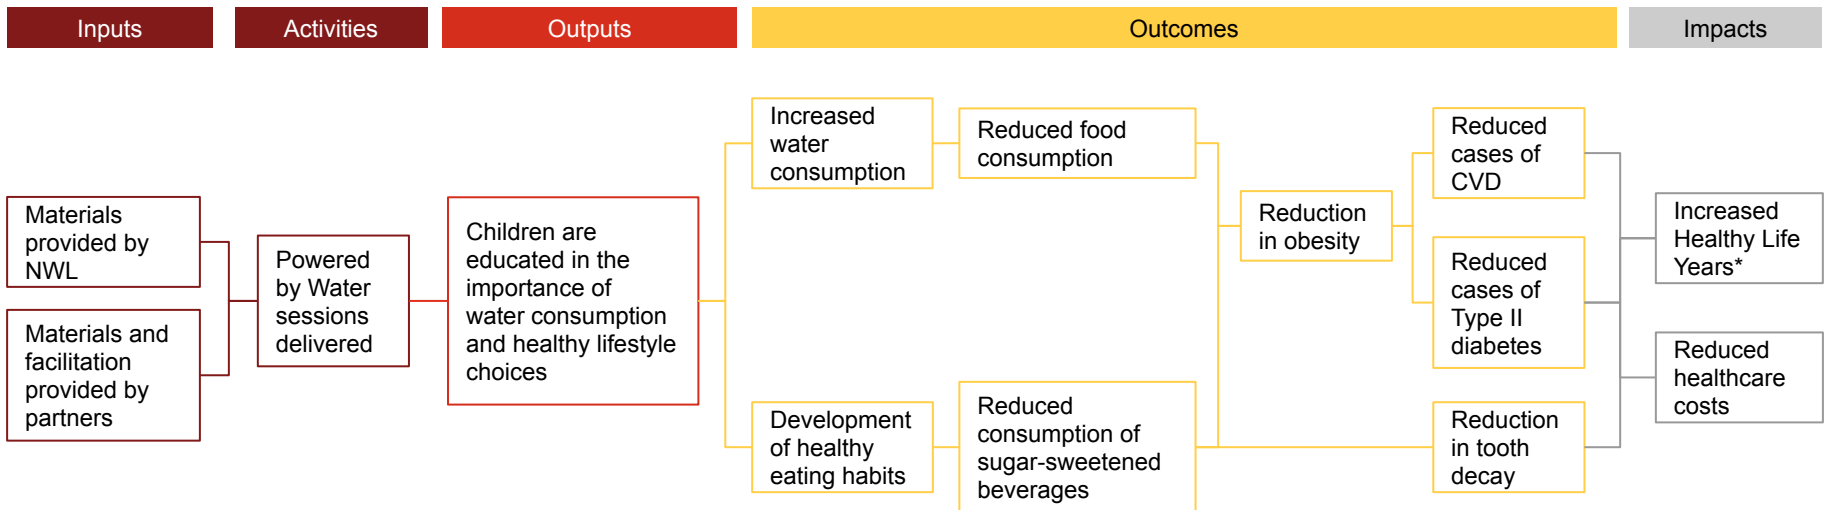 Inputs
Activities
Outputs
Outcomes
Impacts
Materials
provided by
NWL
Materials and
facilitation
provided by
partners
Powered
by Water
sessions
delivered
Children are
educated in the
importance of
water consumption
and healthy lifestyle
choices
Increased
water
consumption
Reduced food
consumption
Development
of healthy
eating habits
Reduced
consumption of
sugar-sweetened
beverages
Reduction
in obesity
Reduced
cases of
CVD
Reduced
cases of
Type II
diabetes
Reduction
in tooth
decay
Increased
Healthy Life
Years*
Reduced
healthcare
costs